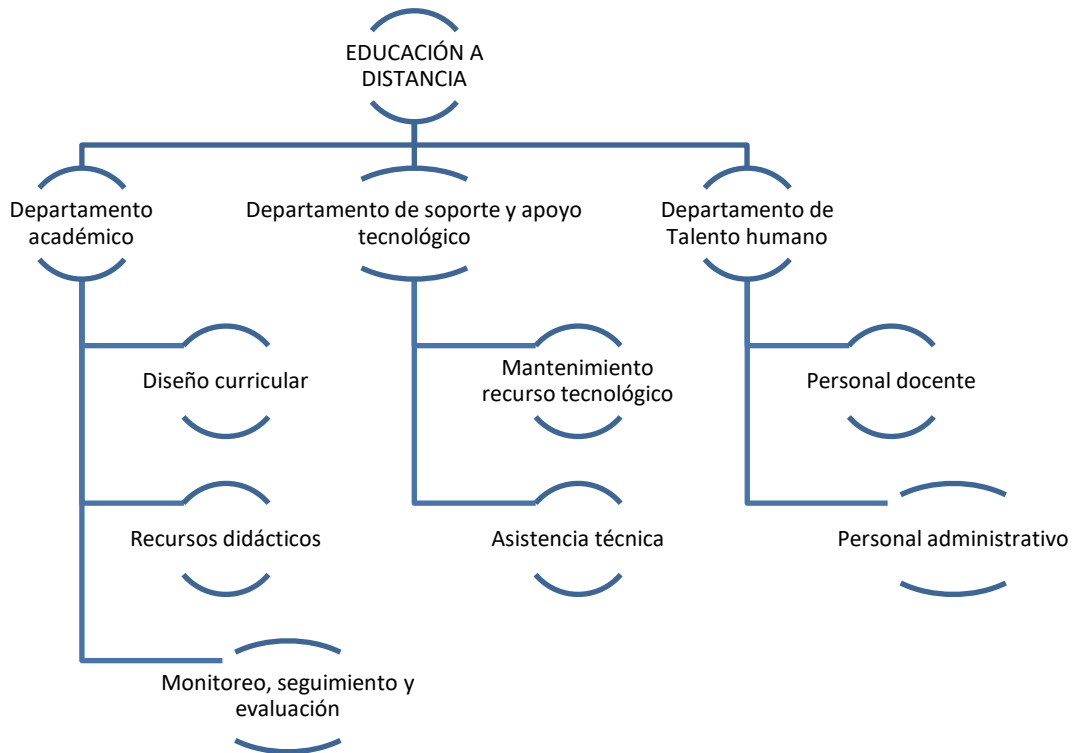 EDUCACIÓN A
DISTANCIA
Departamento
académico
Departamento de soporte y apoyo
tecnológico
Departamento de
Talento humano
Diseño curricular
Mantenimiento
recurso tecnológico
Personal docente
Recursos didácticos
Asistencia técnica
Personal administrativo
Monitoreo, seguimiento y
evaluación